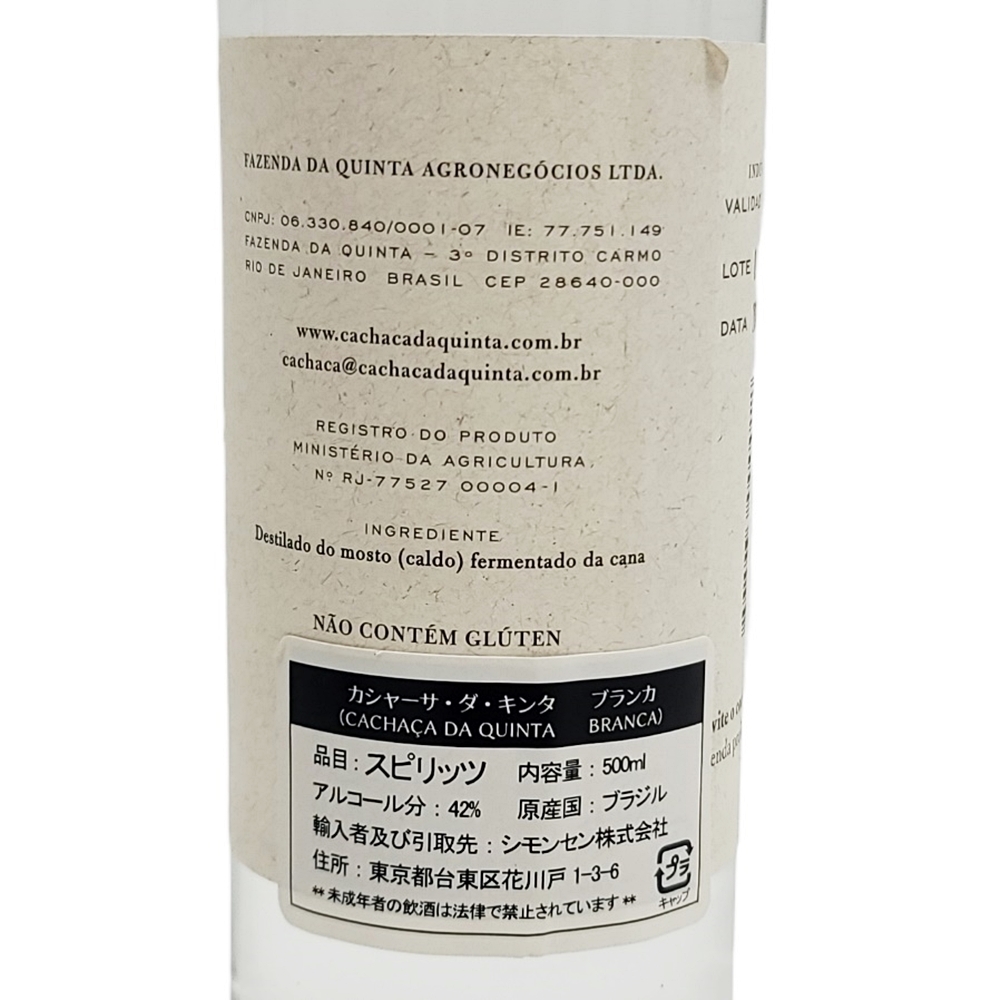 FAZENDA DA QUINTA AGRONEGÓCIOS LTDA.
CNPJ: 06.330.840/0001-07 IE: 77.751.149
FAZENDA DA QUINTA – 3º DISTRITO CARMO
RIO DE JANEIRO BRASIL CEP 28640-000
www.cachacadaquinta.com.br
cachaca@cachacadaquinta.com.br
REGISTRO DO PRODUTO
MINISTÉRIO DA AGRICULTURA,
Nº RJ-77527 00004-1
INGREDIENTE
Destilado do mosto (caldo) fermentado da cana
NÃO CONTÉM GLÚTEN
カシャーサ・ダ・キンタ ブランカ
(CACHAÇA DA QUINTA BRANCA)
品目：スピリッツ 内容量：500ml
アルコール分：42% 原産国：ブラジル
輸入者及び引取先：シモンセン株式会社
住所：東京都台東区花川戸 1-3-6
** 未成年者の飲酒は法律で禁止されています **
プラ
キャップ
LOTE
DATA